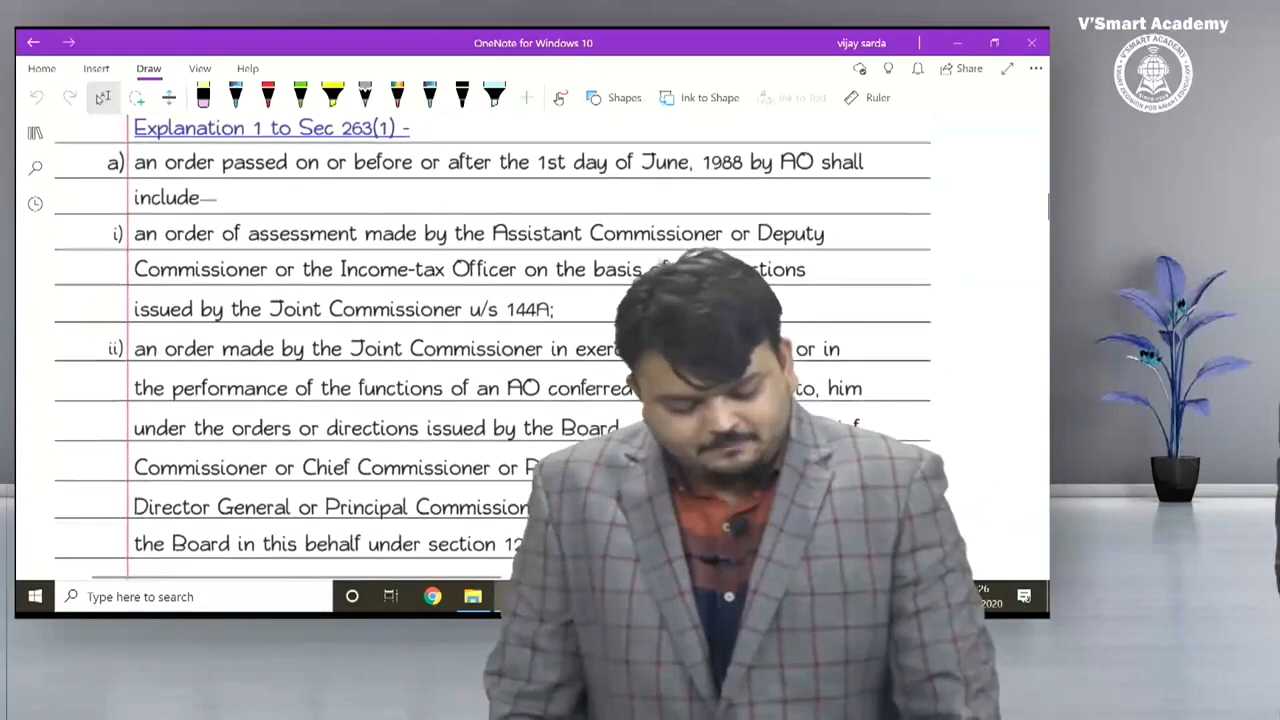 V'Smart Academy
OneNote for Windows 10
vijay sarda
Home Insert Draw View Help
Share
Shapes Ink to Shape Ink to Text Ruler
Explanation 1 to Sec 263(1) -
a) an order passed on or before or after the 1st day of June, 1988 by AO shall
include—
i) an order of assessment made by the Assistant Commissioner or Deputy
Commissioner or the Income-tax Officer on the basis
issued by the Joint Commissioner u/s 144A;
ii) an order made by the Joint Commissioner in or in
the performance of the functions of an AO conferred to, him
under the orders or directions issued by the Board
Commissioner or Chief Commissioner or
Director General or Principal
the Board in this behalf under section
Type here to search
2020